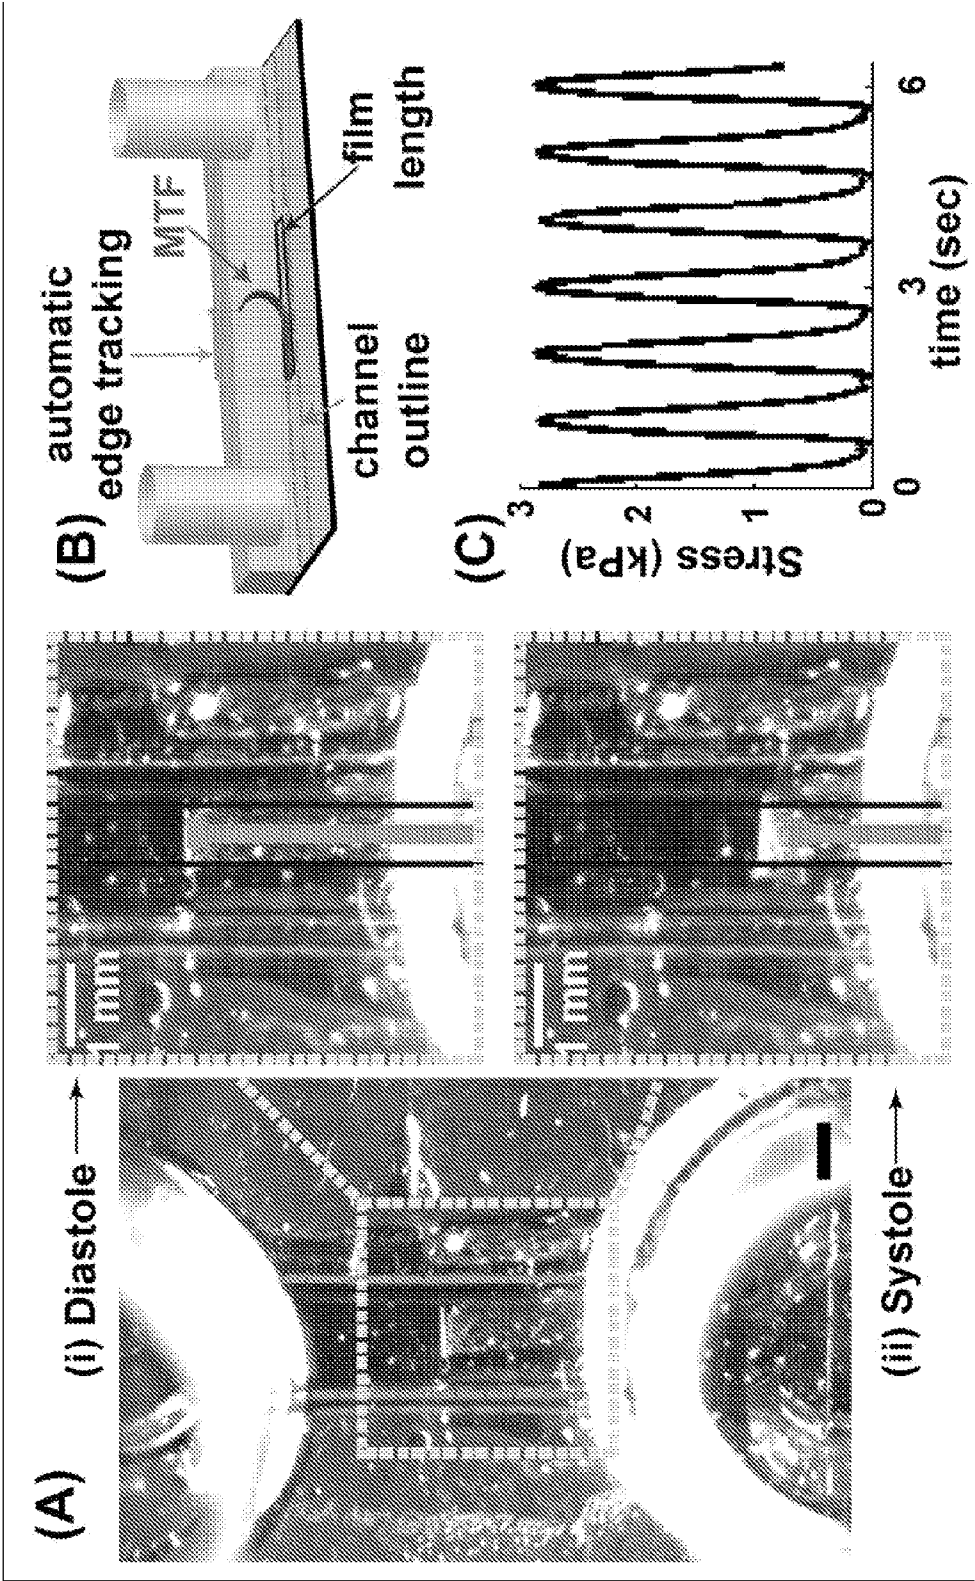 (A)
(i) Diastole
1 mm
(ii) Systole
1 mm
(B)
automatic
edge tracking
MTF
film
length
channel
outline
(C)
Stress (kPa)
3
2
1
0
0
3
6
time (sec)